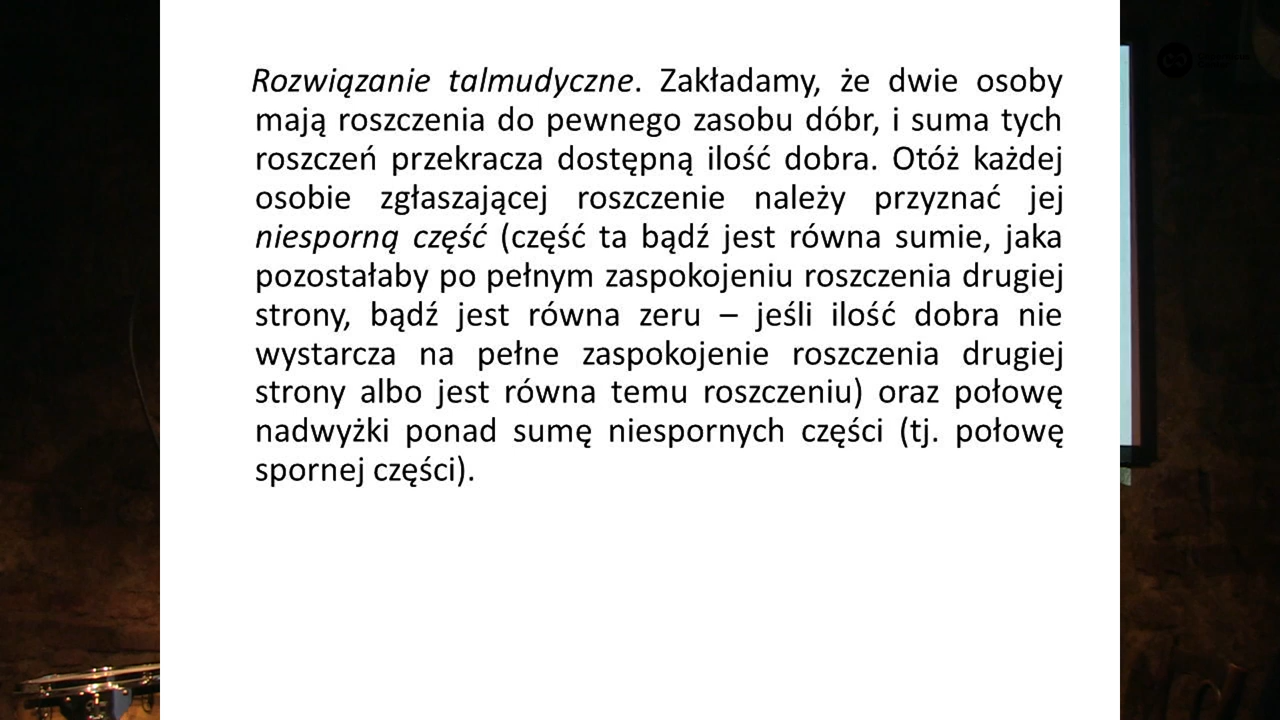 Rozwiązanie talmudyczne. Zakładamy, że dwie osoby
mają roszczenia do pewnego zasobu dóbr, i suma tych
roszczeń przekracza dostępną ilość dobra. Otóż każdej
osobie zgłaszającej roszczenie należy przyznać jej
niesporną część (część ta bądź jest równa sumie, jaka
pozostałaby po pełnym zaspokojeniu roszczenia drugiej
strony, bądź jest równa zeru – jeśli ilość dobra nie
wystarcza na pełne zaspokojenie roszczenia drugiej
strony albo jest równa temu roszczeniu) oraz połowę
nadwyżki ponad sumę niespornych części (tj. połowę
spornej części).